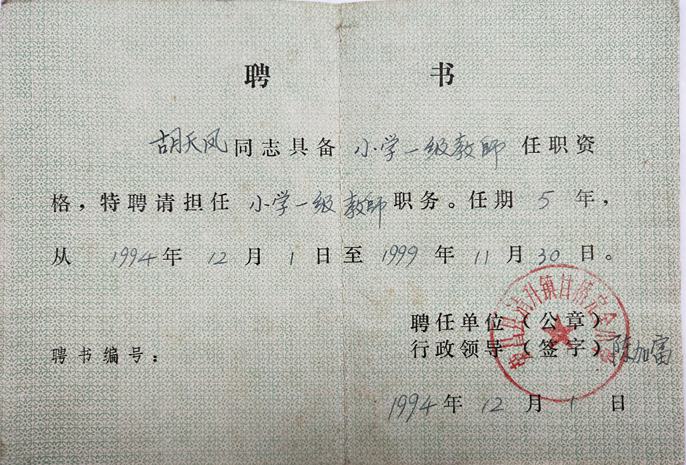 聘 书
胡天凤同志具备小学一级教师任职资
格，特聘请担任小学一级教师职务。任期5年，
从1994年12月1日至1999年11月30日。
聘任单位（公章）
聘书编号：
行政领导（签字）陈加富
1994年12月1日